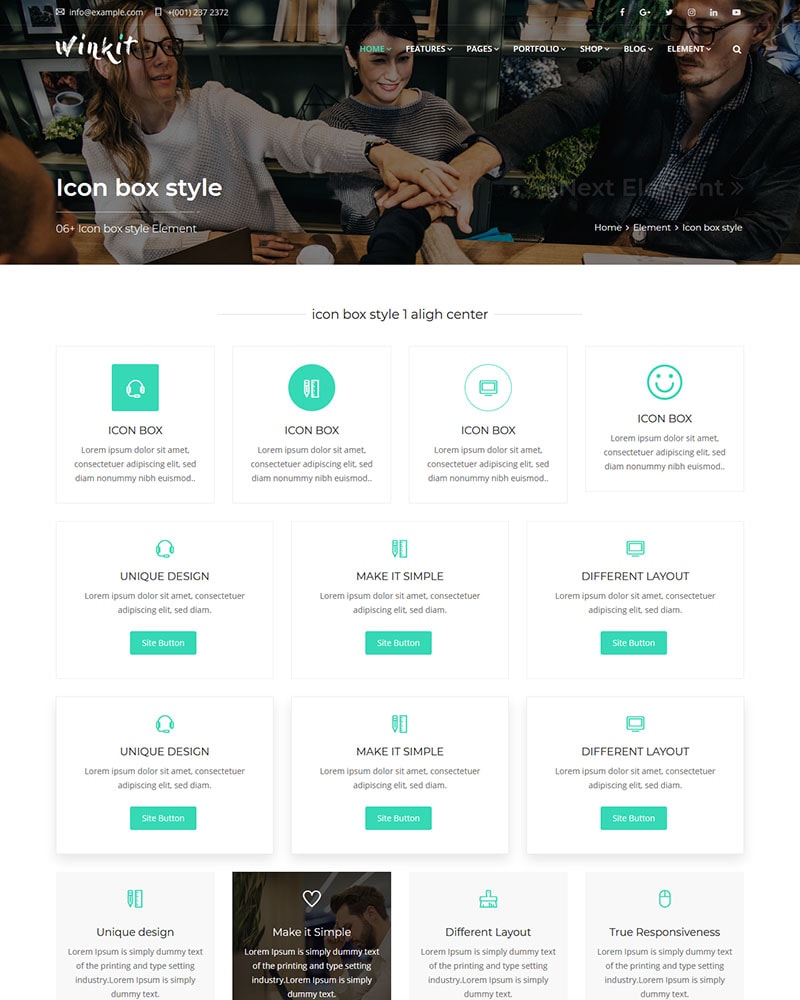 info@example.com +(001) 237 2372
winkit
HOME FEATURES PAGES PORTFOLIO SHOP BLOG ELEMENT
Icon box style
Next Element »
06+ Icon box style Element
Home > Element > Icon box style
icon box style 1 aligh center
ICON BOX
Lorem ipsum dolor sit amet,
consectetuer adipiscing elit, sed
diam nonummy nibh euismod..
ICON BOX
Lorem ipsum dolor sit amet,
consectetuer adipiscing elit, sed
diam nonummy nibh euismod..
ICON BOX
Lorem ipsum dolor sit amet,
consectetuer adipiscing elit, sed
diam nonummy nibh euismod..
ICON BOX
Lorem ipsum dolor sit amet,
consectetuer adipiscing elit, sed
diam nonummy nibh euismod..
UNIQUE DESIGN
Lorem ipsum dolor sit amet, consectetuer
adipiscing elit, sed diam.
Site Button
MAKE IT SIMPLE
Lorem ipsum dolor sit amet, consectetuer
adipiscing elit, sed diam.
Site Button
DIFFERENT LAYOUT
Lorem ipsum dolor sit amet, consectetuer
adipiscing elit, sed diam.
Site Button
UNIQUE DESIGN
Lorem ipsum dolor sit amet, consectetuer
adipiscing elit, sed diam.
Site Button
MAKE IT SIMPLE
Lorem ipsum dolor sit amet, consectetuer
adipiscing elit, sed diam.
Site Button
DIFFERENT LAYOUT
Lorem ipsum dolor sit amet, consectetuer
adipiscing elit, sed diam.
Site Button
Unique design
Lorem Ipsum is simply dummy text
of the printing and type setting
industry.Lorem Ipsum is simply
dummy text.
Make it Simple
Lorem Ipsum is simply dummy text
of the printing and type setting
industry.Lorem Ipsum is simply
dummy text.
Different Layout
Lorem Ipsum is simply dummy text
of the printing and type setting
industry.Lorem Ipsum is simply
dummy text.
True Responsiveness
Lorem Ipsum is simply dummy text
of the printing and type setting
industry.Lorem Ipsum is simply
dummy text.